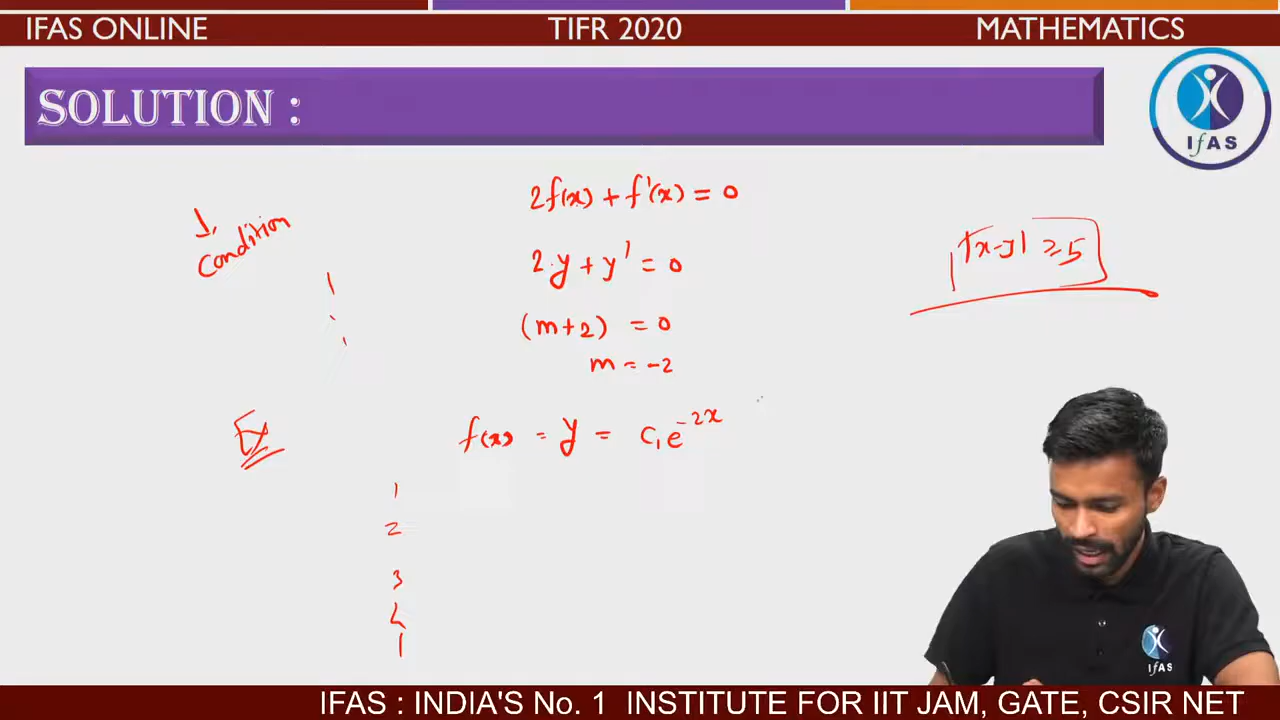 IFAS ONLINE TIFR 2020 MATHEMATICS
SOLUTION :
IfAS
1. Condition
2f(x) + f'(x) = 0
2.y + y' = 0
(m+2) = 0
m = -2
|x-y| ≥ 5
Ex
f(x) = y = c₁e⁻²ˣ
1
2
3
4
IfAS
IFAS : INDIA'S No. 1 INSTITUTE FOR IIT JAM, GATE, CSIR NET